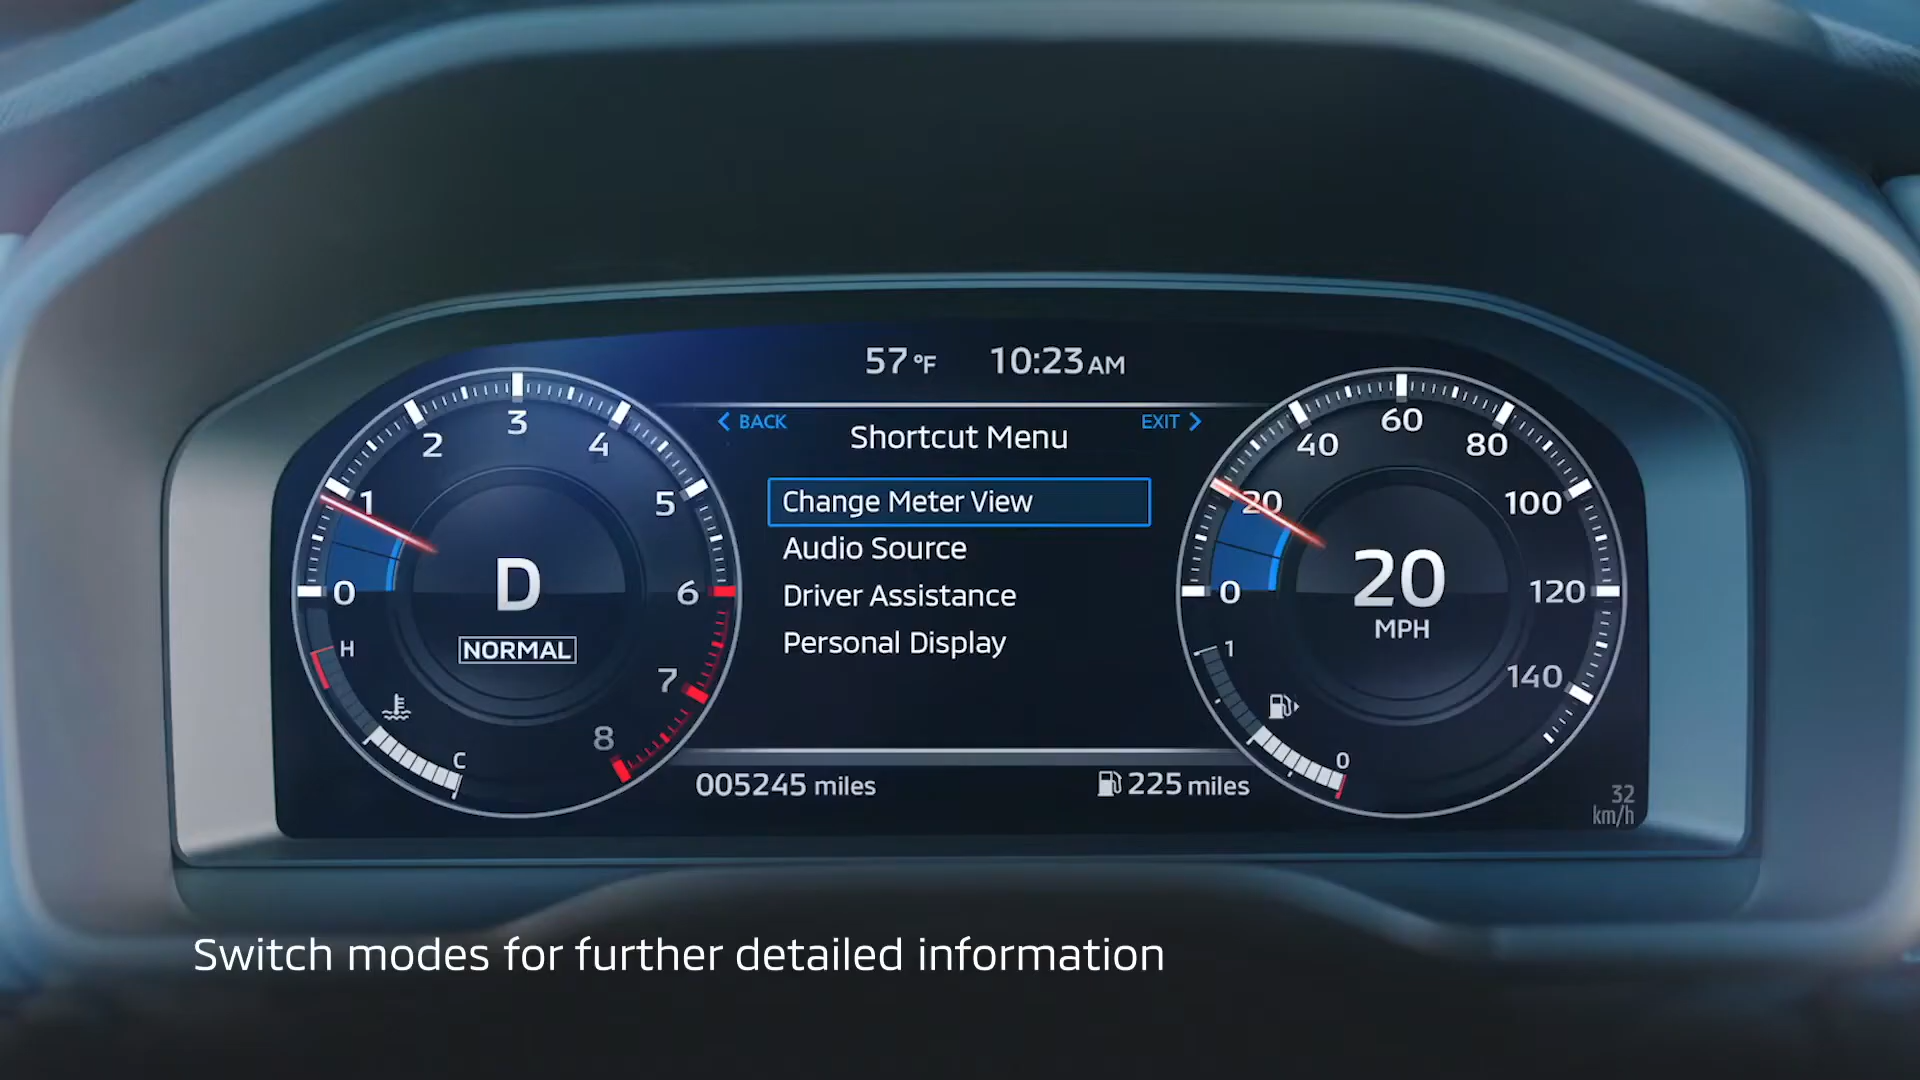 57 °F 10:23 AM
BACK
EXIT
Shortcut Menu
Change Meter View
Audio Source
Driver Assistance
Personal Display
0 1 2 3 4 5 6 7 8
D
NORMAL
H
C
0 20 40 60 80 100 120 140
20
MPH
1
0
005245 miles
225 miles
32
km/h
Switch modes for further detailed information